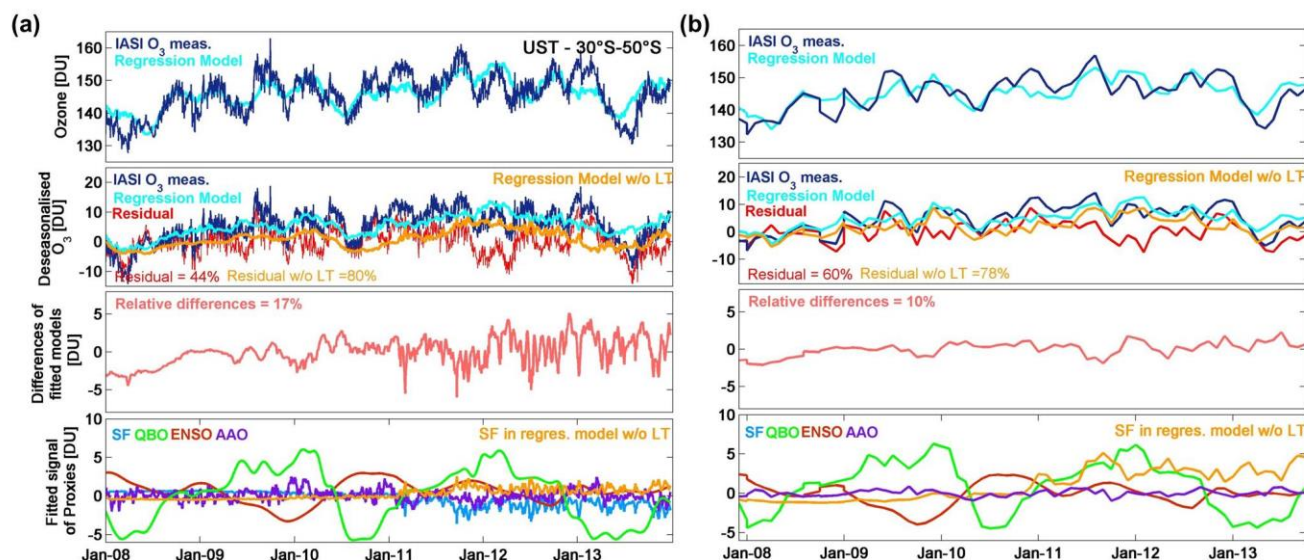 (a)
Ozone [DU]
160
150
140
130
IASI O3 meas.
Regression Model
UST - 30°S-50°S
Deseasonalised
O3 [DU]
20
10
0
-10
IASI O3 meas.
Regression Model
Residual
Regression Model w/o LT
Residual = 44% Residual w/o LT =80%
Differences of
fitted models
[DU]
5
0
-5
Relative differences = 17%
Fitted signal
of Proxies [DU]
10
5
0
-5
SF QBO ENSO AAO
SF in regres. model w/o LT
Jan-08 Jan-09 Jan-10 Jan-11 Jan-12 Jan-13
(b)
160
150
140
130
IASI O3 meas.
Regression Model
20
10
0
-10
IASI O3 meas.
Regression Model
Residual
Regression Model w/o LT
Residual = 60% Residual w/o LT =78%
5
0
-5
Relative differences = 10%
10
5
0
-5
SF QBO ENSO AAO
SF in regres. model w/o LT
Jan-08 Jan-09 Jan-10 Jan-11 Jan-12 Jan-13